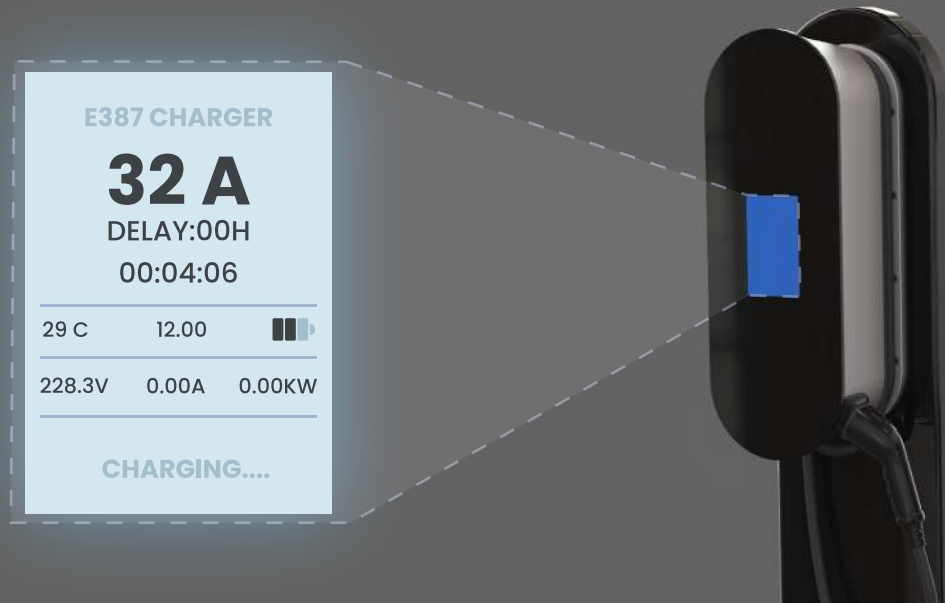 E387 CHARGER
32 A
DELAY:00H
00:04:06
29 C 12.00
228.3V 0.00A 0.00KW
CHARGING....